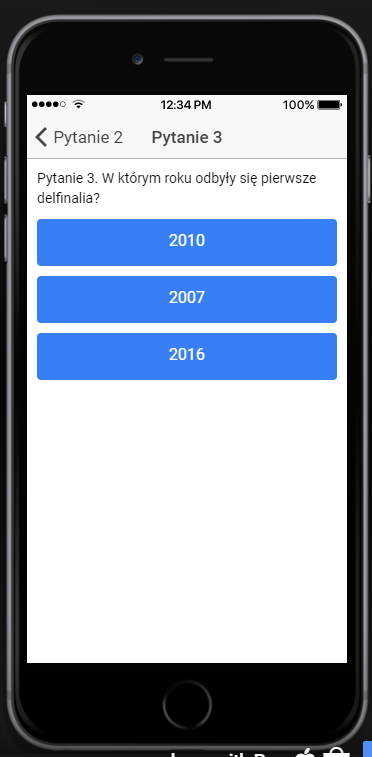 12:34 PM 100%
Pytanie 2 Pytanie 3
Pytanie 3. W którym roku odbyły się pierwsze
delfinalia?
2010
2007
2016